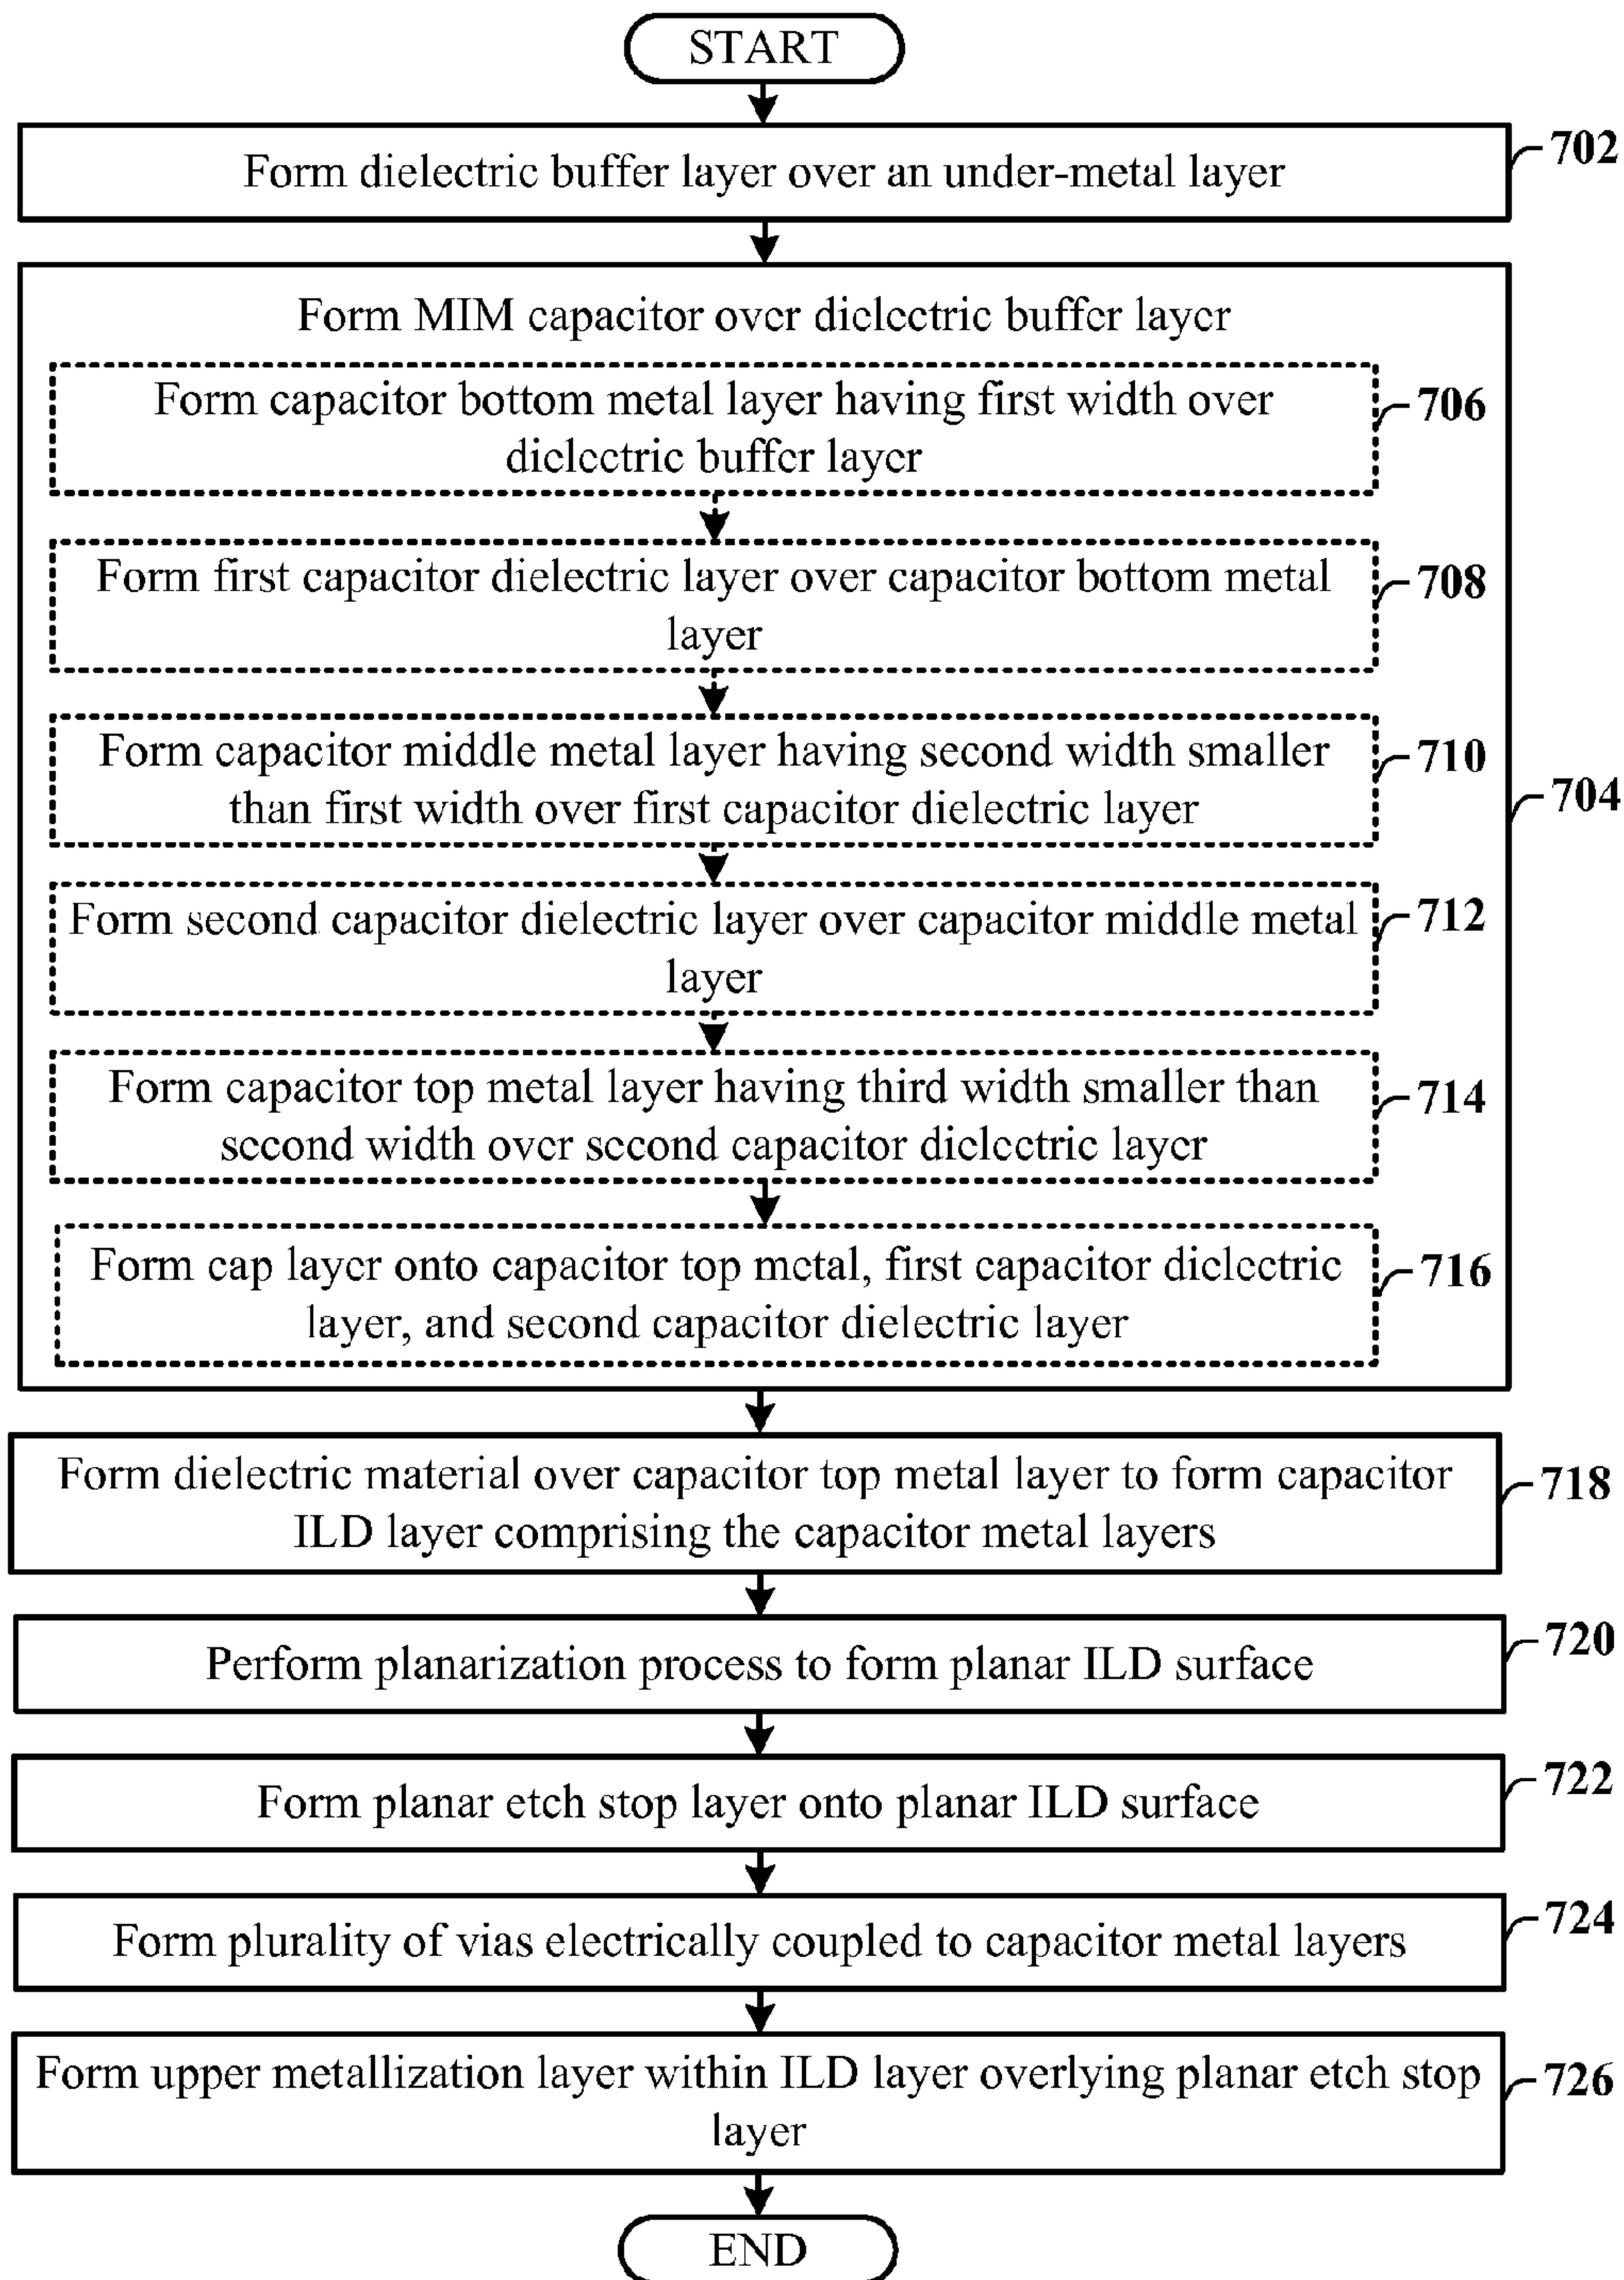 START
Form dielectric buffer layer over an under-metal layer
702
Form MIM capacitor over dielectric buffer layer
Form capacitor bottom metal layer having first width over
dielectric buffer layer
706
Form first capacitor dielectric layer over capacitor bottom metal
layer
708
Form capacitor middle metal layer having second width smaller
than first width over first capacitor dielectric layer
710
704
Form second capacitor dielectric layer over capacitor middle metal
layer
712
Form capacitor top metal layer having third width smaller than
second width over second capacitor dielectric layer
714
Form cap layer onto capacitor top metal, first capacitor dielectric
layer, and second capacitor dielectric layer
716
Form dielectric material over capacitor top metal layer to form capacitor
ILD layer comprising the capacitor metal layers
718
Perform planarization process to form planar ILD surface
720
Form planar etch stop layer onto planar ILD surface
722
Form plurality of vias electrically coupled to capacitor metal layers
724
Form upper metallization layer within ILD layer overlying planar etch stop
layer
726
END